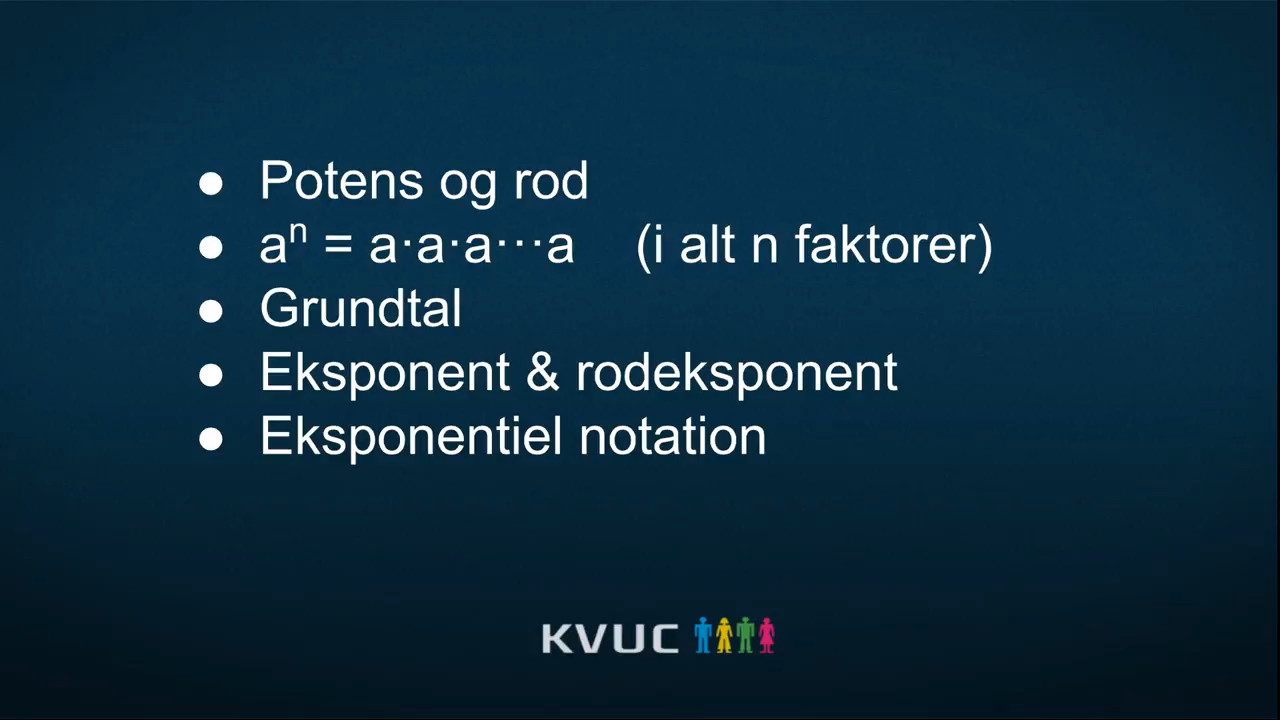 ● Potens og rod
● aⁿ = a·a·a···a (i alt n faktorer)
● Grundtal
● Eksponent & rodeksponent
● Eksponentiel notation
KVUC